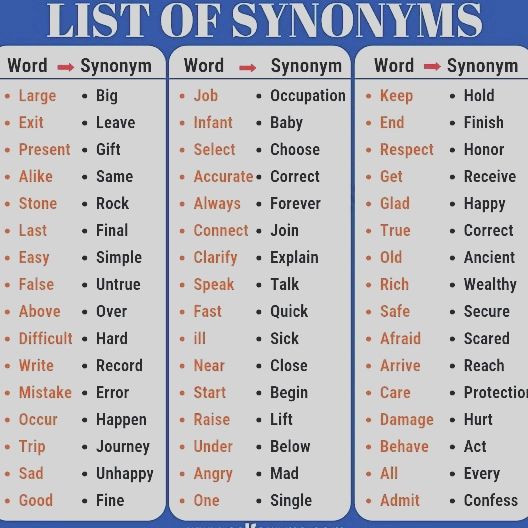 LIST OF SYNONYMS
Word Synonym
Large Big
Exit Leave
Present Gift
Alike Same
Stone Rock
Last Final
Easy Simple
False Untrue
Above Over
Difficult Hard
Write Record
Mistake Error
Occur Happen
Trip Journey
Sad Unhappy
Good Fine
Word Synonym
Job Occupation
Infant Baby
Select Choose
Accurate Correct
Always Forever
Connect Join
Clarify Explain
Speak Talk
Fast Quick
ill Sick
Near Close
Start Begin
Raise Lift
Under Below
Angry Mad
One Single
Word Synonym
Keep Hold
End Finish
Respect Honor
Get Receive
Glad Happy
True Correct
Old Ancient
Rich Wealthy
Safe Secure
Afraid Scared
Arrive Reach
Care Protection
Damage Hurt
Behave Act
All Every
Admit Confess